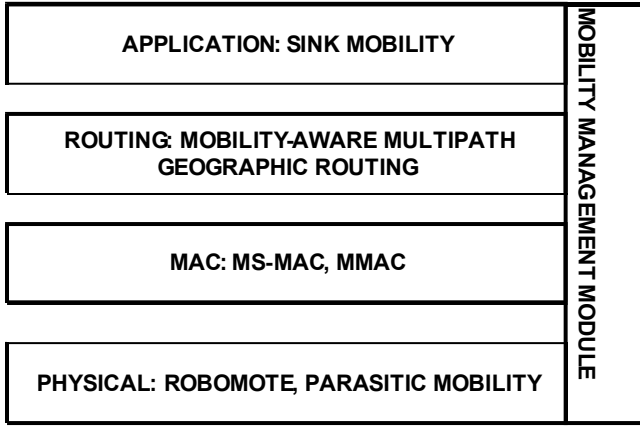 APPLICATION: SINK MOBILITY
ROUTING: MOBILITY-AWARE MULTIPATH
GEOGRAPHIC ROUTING
MAC: MS-MAC, MMAC
PHYSICAL: ROBOMOTE, PARASITIC MOBILITY
MOBILITY MANAGEMENT MODULE